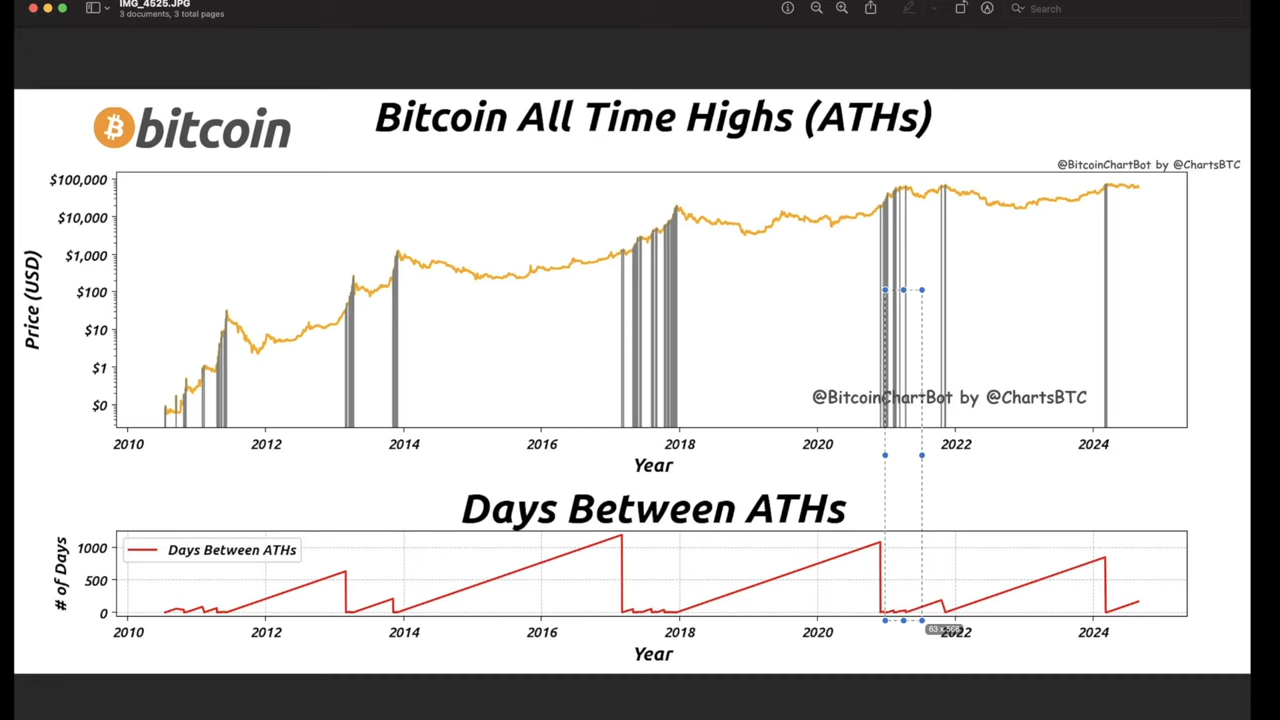 IMG_4525.JPG
3 documents, 3 total pages
Search
bitcoin
Bitcoin All Time Highs (ATHs)
@BitcoinChartBot by @ChartsBTC
Price (USD)
$100,000
$10,000
$1,000
$100
$10
$1
$0
@BitcoinChartBot by @ChartsBTC
2010 2012 2014 2016 2018 2020 2022 2024
Year
Days Between ATHs
# of Days
1000
500
0
Days Between ATHs
2010 2012 2014 2016 2018 2020 2022 2024
Year